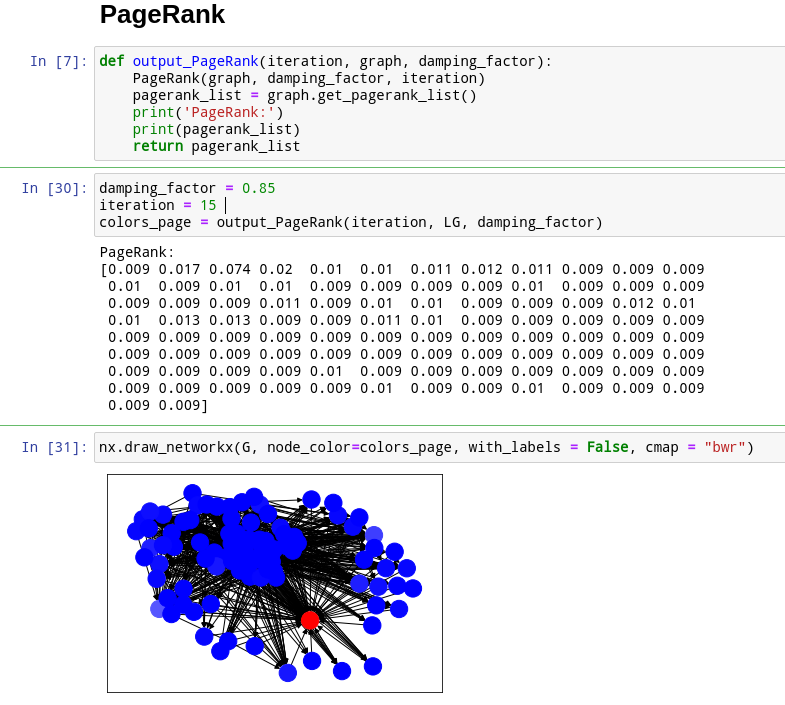 PageRank
In [7]:
def output_PageRank(iteration, graph, damping_factor):
    PageRank(graph, damping_factor, iteration)
    pagerank_list = graph.get_pagerank_list()
    print('PageRank:')
    print(pagerank_list)
    return pagerank_list
In [30]:
damping_factor = 0.85
iteration = 15
colors_page = output_PageRank(iteration, LG, damping_factor)
PageRank:
[0.009 0.017 0.074 0.02  0.01  0.01  0.011 0.012 0.011 0.009 0.009 0.009
 0.01  0.009 0.01  0.01  0.009 0.009 0.009 0.009 0.01  0.009 0.009 0.009
 0.009 0.009 0.009 0.011 0.009 0.01  0.01  0.009 0.009 0.009 0.012 0.01
 0.01  0.013 0.013 0.009 0.009 0.011 0.01  0.009 0.009 0.009 0.009 0.009
 0.009 0.009 0.009 0.009 0.009 0.009 0.009 0.009 0.009 0.009 0.009 0.009
 0.009 0.009 0.009 0.009 0.009 0.009 0.009 0.009 0.009 0.009 0.009 0.009
 0.009 0.009 0.009 0.009 0.01  0.009 0.009 0.009 0.009 0.009 0.009 0.009
 0.009 0.009 0.009 0.009 0.009 0.01  0.009 0.009 0.01  0.009 0.009 0.009
 0.009 0.009]
In [31]:
nx.draw_networkx(G, node_color=colors_page, with_labels = False, cmap = "bwr")